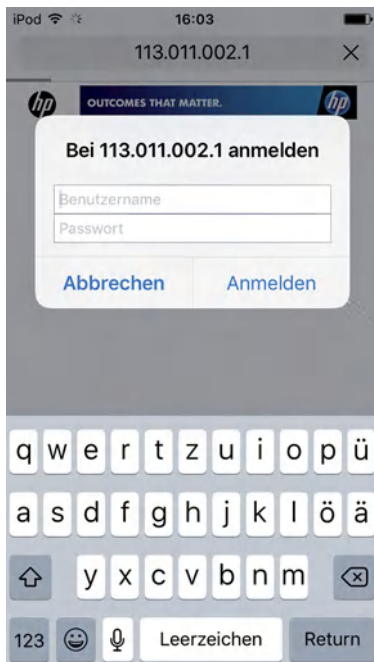 iPod 16:03
113.011.002.1
hp OUTCOMES THAT MATTER. hp
Bei 113.011.002.1 anmelden
Benutzername
Passwort
Abbrechen Anmelden
q w e r t z u i o p ü
a s d f g h j k l ö ä
y x c v b n m
123 Leerzeichen Return